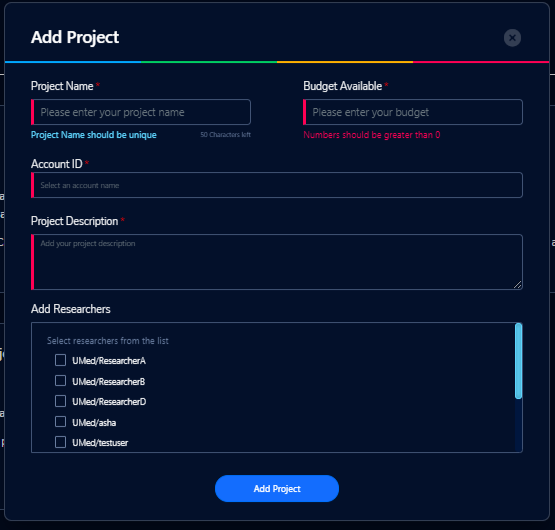 Add Project
Project Name *
Budget Available *
Please enter your project name
Please enter your budget
Project Name should be unique
50 Characters left
Numbers should be greater than 0
Account ID *
Select an account name
Project Description *
Add your project description
Add Researchers
Select researchers from the list
UMed/ResearcherA
UMed/ResearcherB
UMed/ResearcherD
UMed/asha
UMed/testuser
Add Project